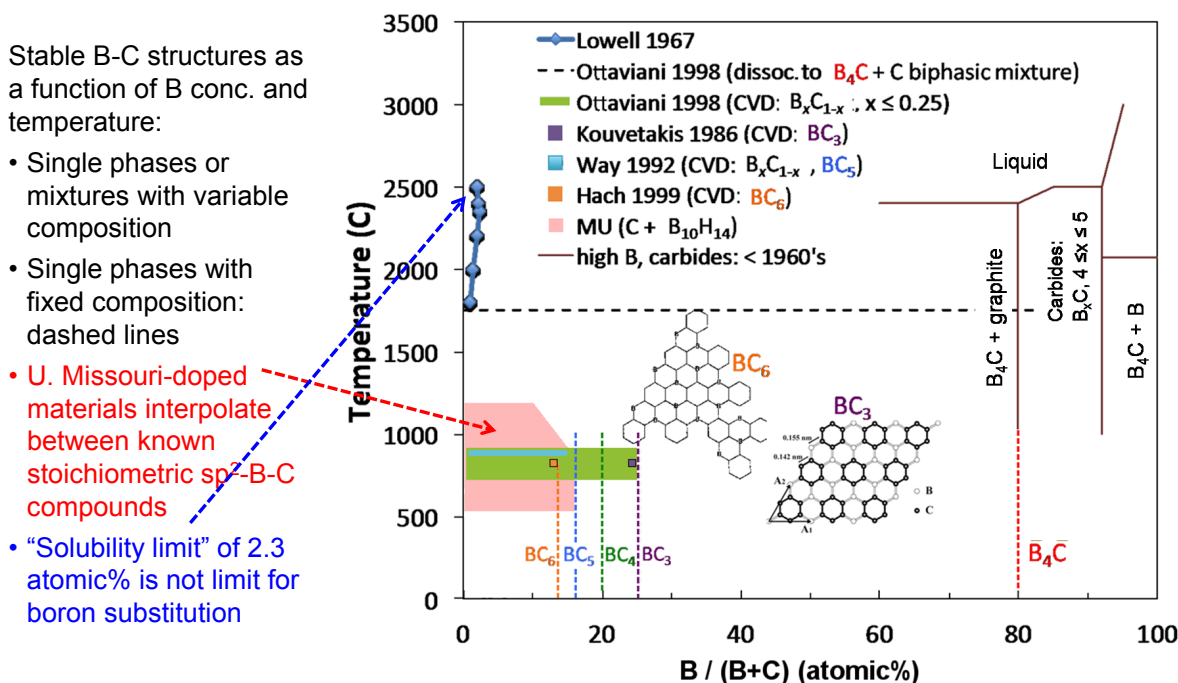 Stable B-C structures as
a function of B conc. and
temperature:
• Single phases or
mixtures with variable
composition
• Single phases with
fixed composition:
dashed lines
• U. Missouri-doped
materials interpolate
between known
stoichiometric sp²-B-C
compounds
• “Solubility limit” of 2.3
atomic% is not limit for
boron substitution
Temperature (C)
3500
3000
2500
2000
1500
1000
500
0
Lowell 1967
Ottaviani 1998 (dissoc. to B₄C + C biphasic mixture)
Ottaviani 1998 (CVD: BₓC₁₋ₓ, x ≤ 0.25)
Kouvetakis 1986 (CVD: BC₃)
Way 1992 (CVD: BₓC₁₋ₓ , BC₅)
Hach 1999 (CVD: BC₆)
MU (C + B₁₀H₁₄)
high B, carbides: < 1960's
Liquid
B₄C + graphite
Carbides:
BₓC, 4 ≤x ≤ 5
B₄C + B
BC₆
BC₃
0.155 nm
0.142 nm
A₂
A₁
B
C
BC₆
BC₅
BC₄
BC₃
B₄C
0
20
40
60
80
100
B / (B+C) (atomic%)